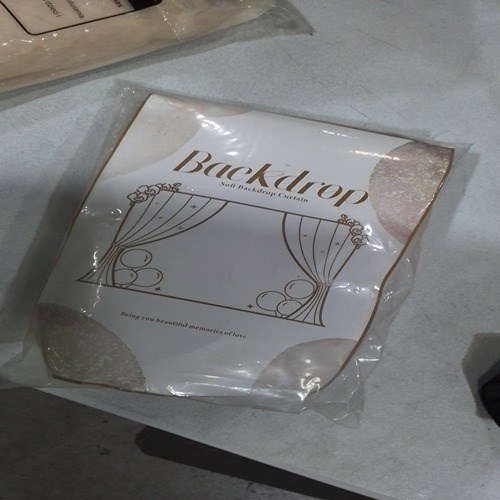 Backdrop
Soft Backdrop Curtain
Bring you beautiful memories of love